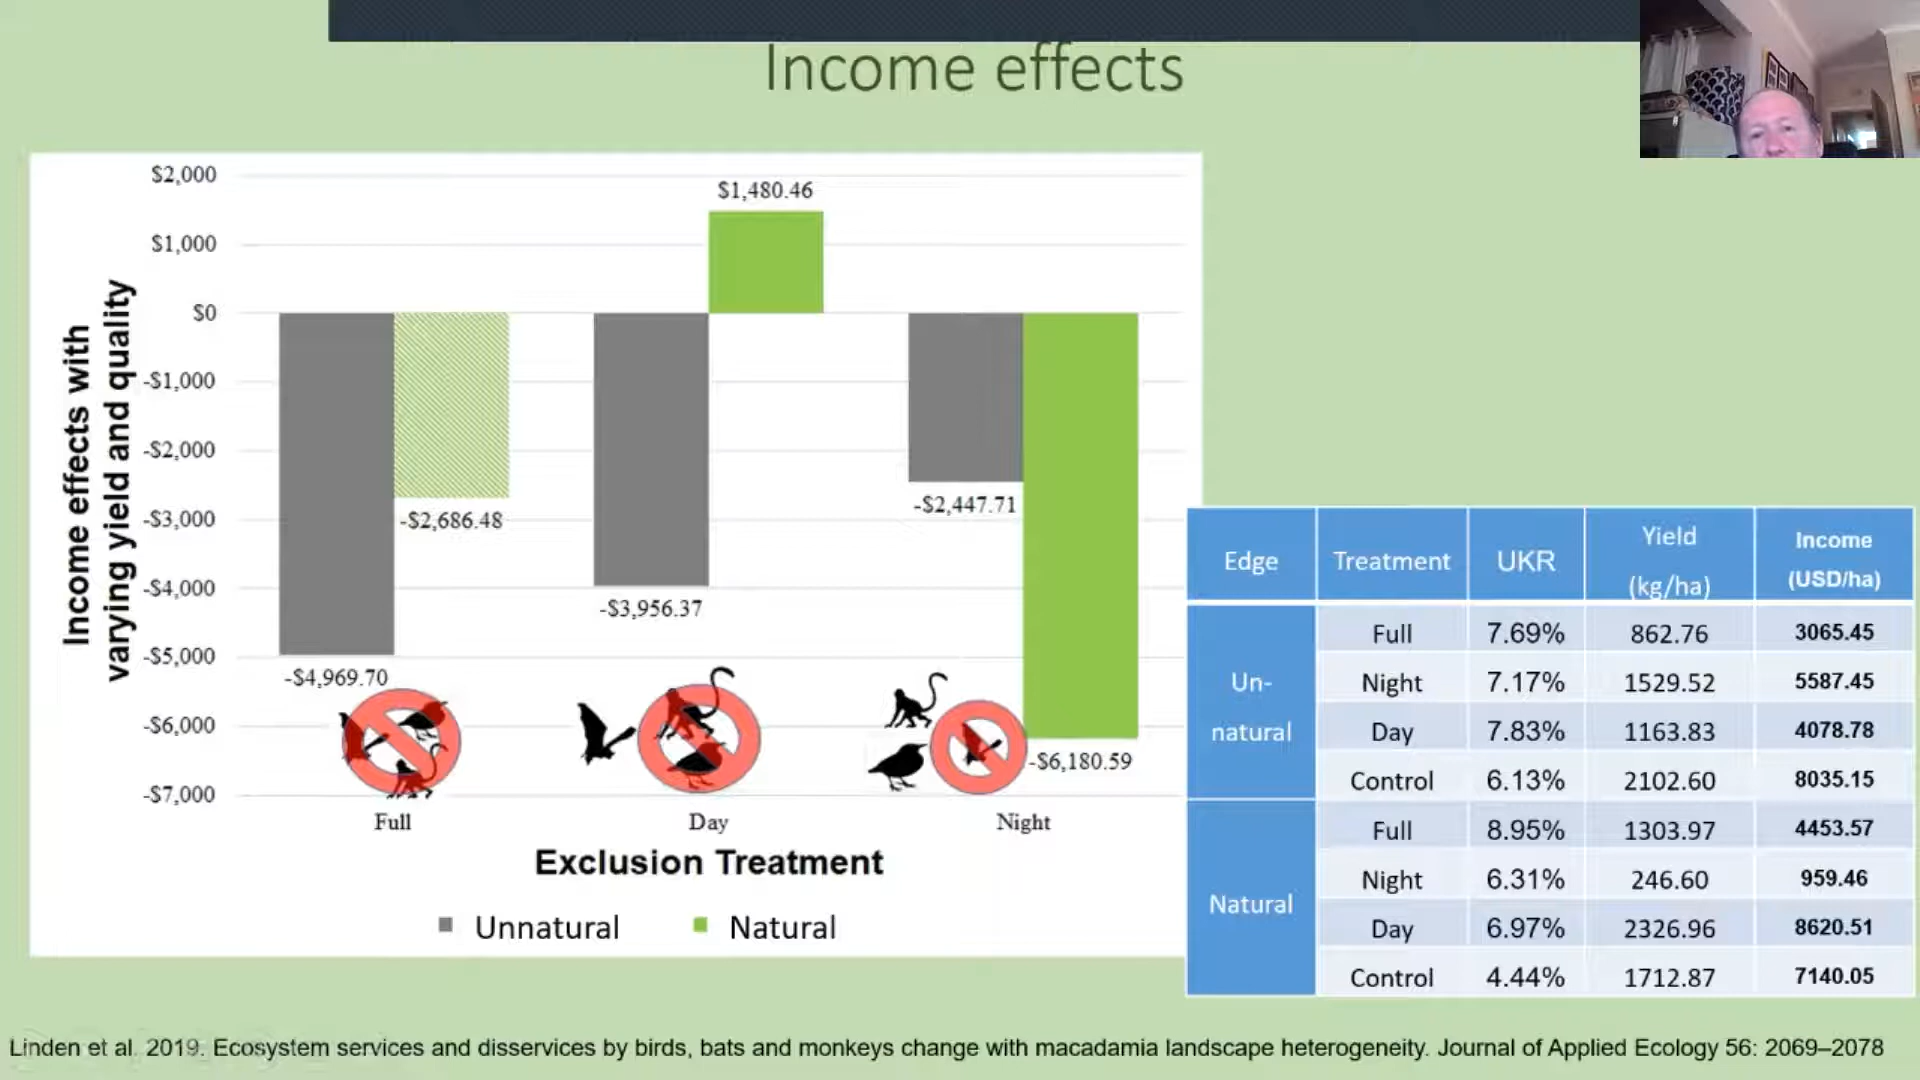 Income effects
Income effects with
varying yield and quality
$2,000
$1,000
$0
-$1,000
-$2,000
-$3,000
-$4,000
-$5,000
-$6,000
-$7,000
$1,480.46
-$2,686.48
-$2,447.71
-$3,956.37
-$4,969.70
-$6,180.59
Full Day Night
Exclusion Treatment
Unnatural Natural
Edge Treatment UKR Yield (kg/ha) Income (USD/ha)
Un-natural
Full 7.69% 862.76 3065.45
Night 7.17% 1529.52 5587.45
Day 7.83% 1163.83 4078.78
Control 6.13% 2102.60 8035.15
Natural
Full 8.95% 1303.97 4453.57
Night 6.31% 246.60 959.46
Day 6.97% 2326.96 8620.51
Control 4.44% 1712.87 7140.05
Linden et al. 2019. Ecosystem services and disservices by birds, bats and monkeys change with macadamia landscape heterogeneity. Journal of Applied Ecology 56: 2069–2078